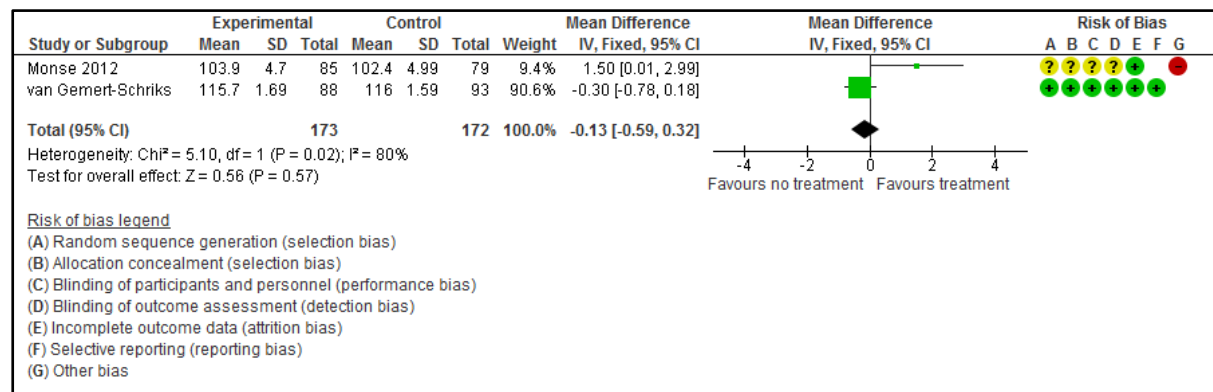 Experimental Control Mean Difference Mean Difference Risk of Bias
Study or Subgroup Mean SD Total Mean SD Total Weight IV, Fixed, 95% CI IV, Fixed, 95% CI A B C D E F G
Monse 2012 103.9 4.7 85 102.4 4.99 79 9.4% 1.50 [0.01, 2.99] ? ? ? ? + -
van Gemert-Schriks 115.7 1.69 88 116 1.59 93 90.6% -0.30 [-0.78, 0.18] + + + + + +
Total (95% CI) 173 172 100.0% -0.13 [-0.59, 0.32]
Heterogeneity: Chi² = 5.10, df = 1 (P = 0.02); I² = 80%
Test for overall effect: Z = 0.56 (P = 0.57)
-4 -2 0 2 4
Favours no treatment Favours treatment
Risk of bias legend
(A) Random sequence generation (selection bias)
(B) Allocation concealment (selection bias)
(C) Blinding of participants and personnel (performance bias)
(D) Blinding of outcome assessment (detection bias)
(E) Incomplete outcome data (attrition bias)
(F) Selective reporting (reporting bias)
(G) Other bias